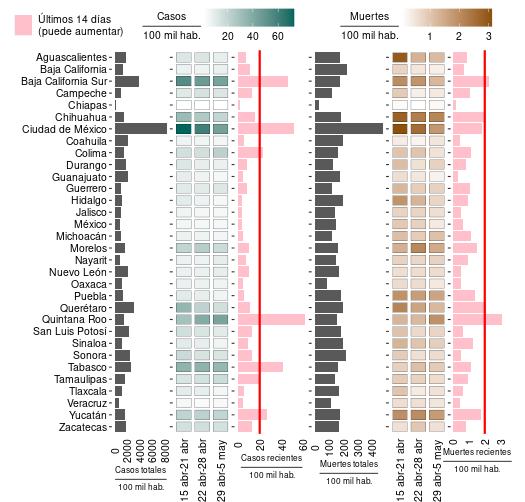 Últimos 14 días
(puede aumentar)
Casos
100 mil hab.
20 40 60
Muertes
100 mil hab.
1 2 3
Aguascalientes
Baja California
Baja California Sur
Campeche
Chiapas
Chihuahua
Ciudad de México
Coahuila
Colima
Durango
Guanajuato
Guerrero
Hidalgo
Jalisco
México
Michoacán
Morelos
Nayarit
Nuevo León
Oaxaca
Puebla
Querétaro
Quintana Roo
San Luis Potosí
Sinaloa
Sonora
Tabasco
Tamaulipas
Tlaxcala
Veracruz
Yucatán
Zacatecas
0 2000 4000 6000 8000
Casos totales
100 mil hab.
15 abr-21 abr
22 abr-28 abr
29 abr-5 may
0 20 40 60
Casos recientes
100 mil hab.
0 100 200 300 400
Muertes totales
100 mil hab.
15 abr-21 abr
22 abr-28 abr
29 abr-5 may
0 1 2 3
Muertes recientes
100 mil hab.